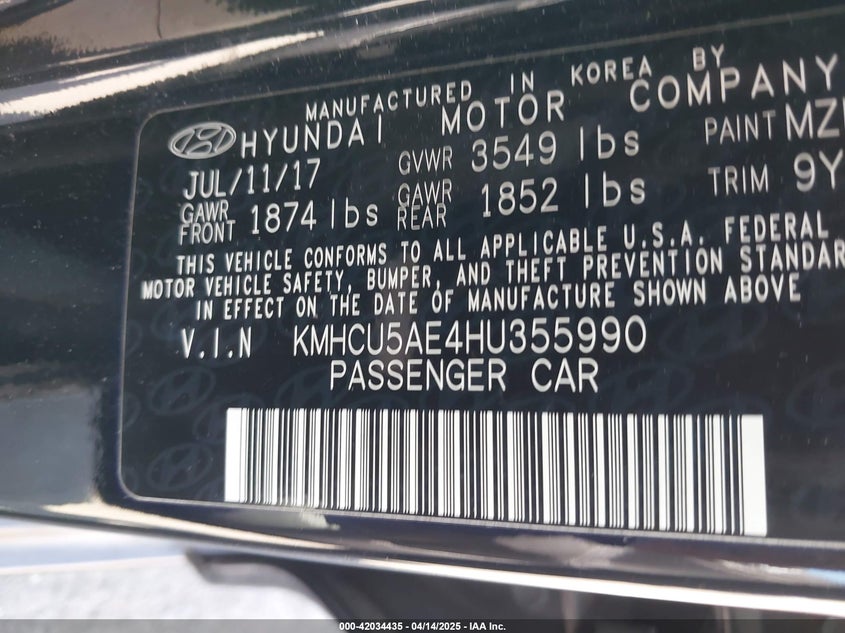 MANUFACTURED IN KOREA BY
HYUNDAI MOTOR COMPANY
JUL/11/17 GVWR 3549 lbs PAINT
GAWR FRONT 1874 lbs GAWR REAR 1852 lbs TRIM 9Y
THIS VEHICLE CONFORMS TO ALL APPLICABLE U.S.A. FEDERAL
MOTOR VEHICLE SAFETY, BUMPER, AND THEFT PREVENTION STANDAR
IN EFFECT ON THE DATE OF MANUFACTURE SHOWN ABOVE
V.I.N KMHCU5AE4HU355990
PASSENGER CAR
000-42034435 | 04/14/2025 | IAA Inc.